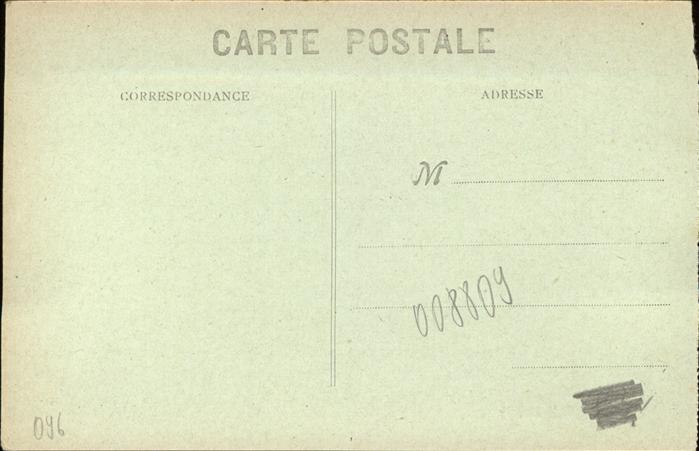 CARTE POSTALE
CORRESPONDANCE
ADRESSE
M
008809
096